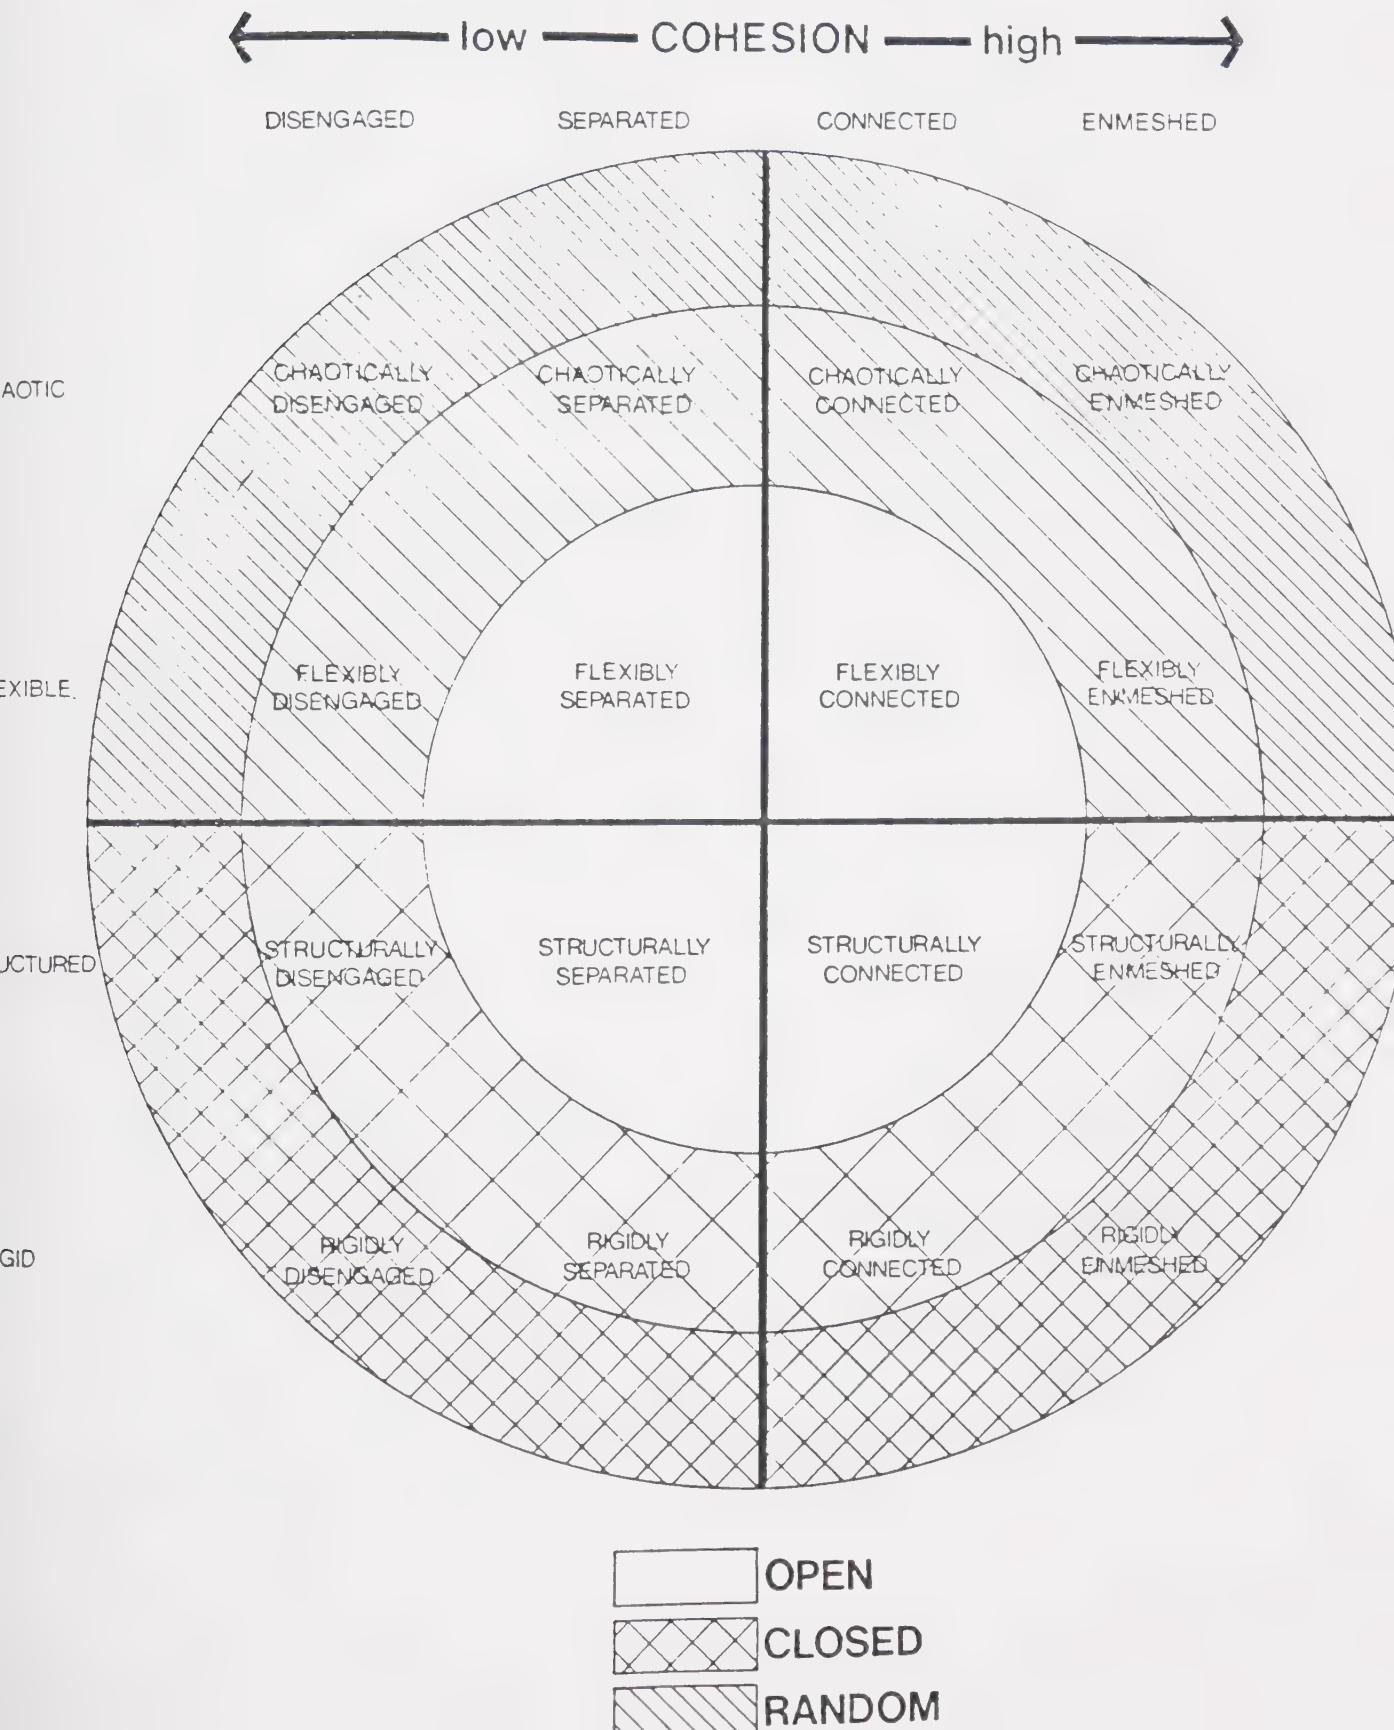 low COHESION high
DISENGAGED SEPARATED CONNECTED ENMESHED
AOTIC
CHAOTICALLY DISENGAGED
CHAOTICALLY SEPARATED
CHAOTICALLY CONNECTED
CHAOTICALLY ENMESHED
EXIBLE
FLEXIBLY DISENGAGED
FLEXIBLY SEPARATED
FLEXIBLY CONNECTED
FLEXIBLY ENMESHED
UCTURED
STRUCTURALLY DISENGAGED
STRUCTURALLY SEPARATED
STRUCTURALLY CONNECTED
STRUCTURALLY ENMESHED
GID
RIGIDLY DISENGAGED
RIGIDLY SEPARATED
RIGIDLY CONNECTED
RIGIDLY ENMESHED
OPEN
CLOSED
RANDOM